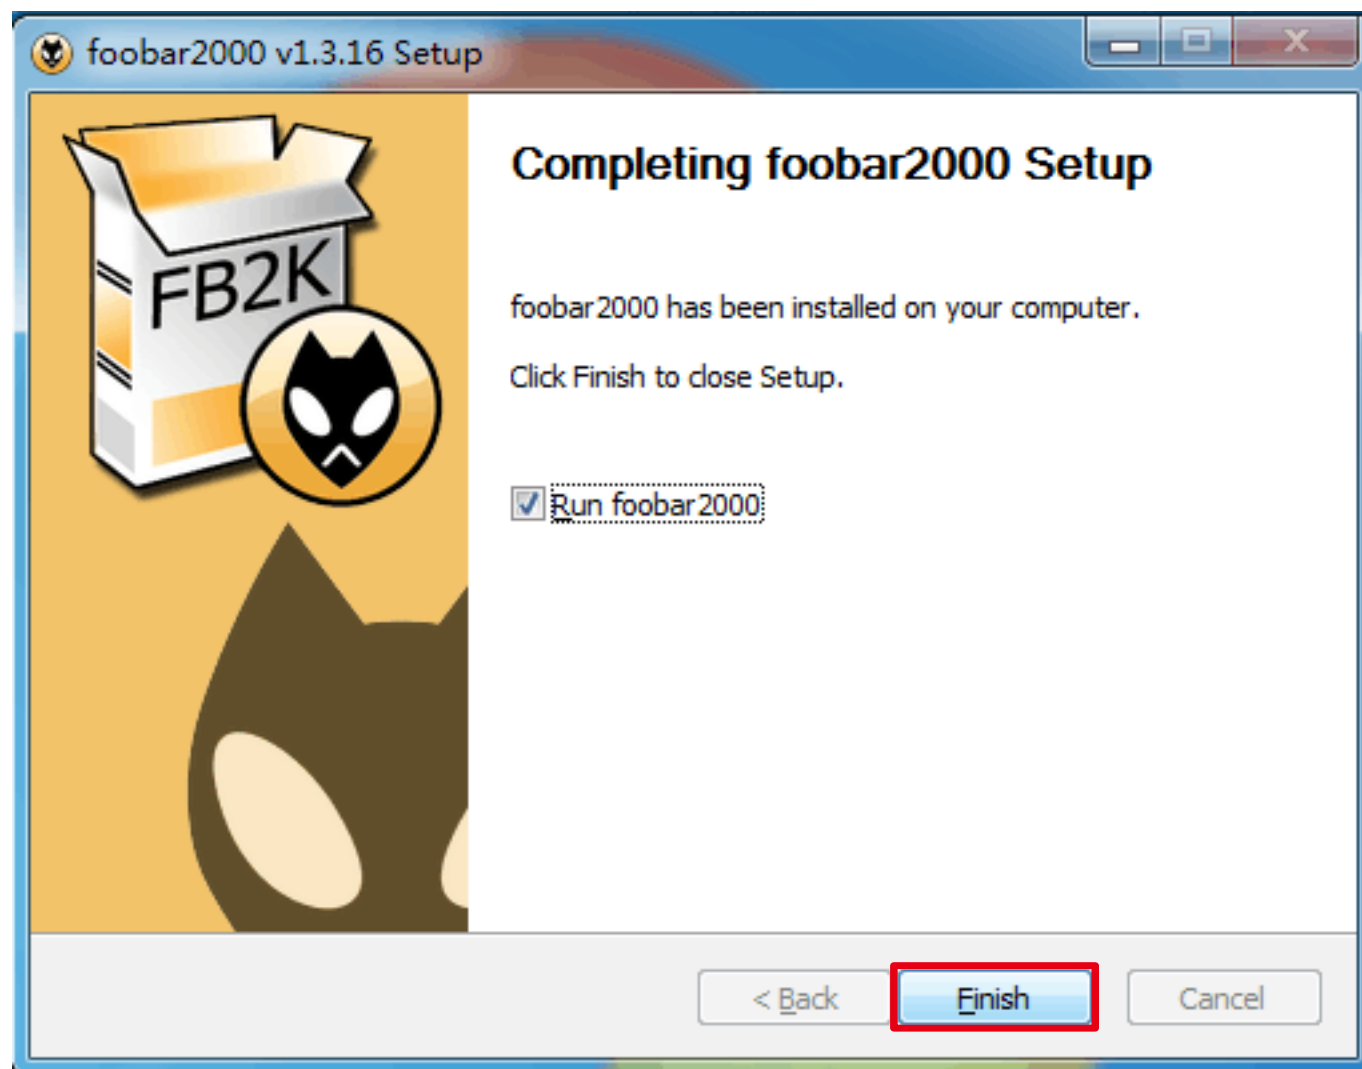 foobar2000 v1.3.16 Setup
FB2K
Completing foobar2000 Setup
foobar2000 has been installed on your computer.
Click Finish to close Setup.
Run foobar2000
< Back
Finish
Cancel